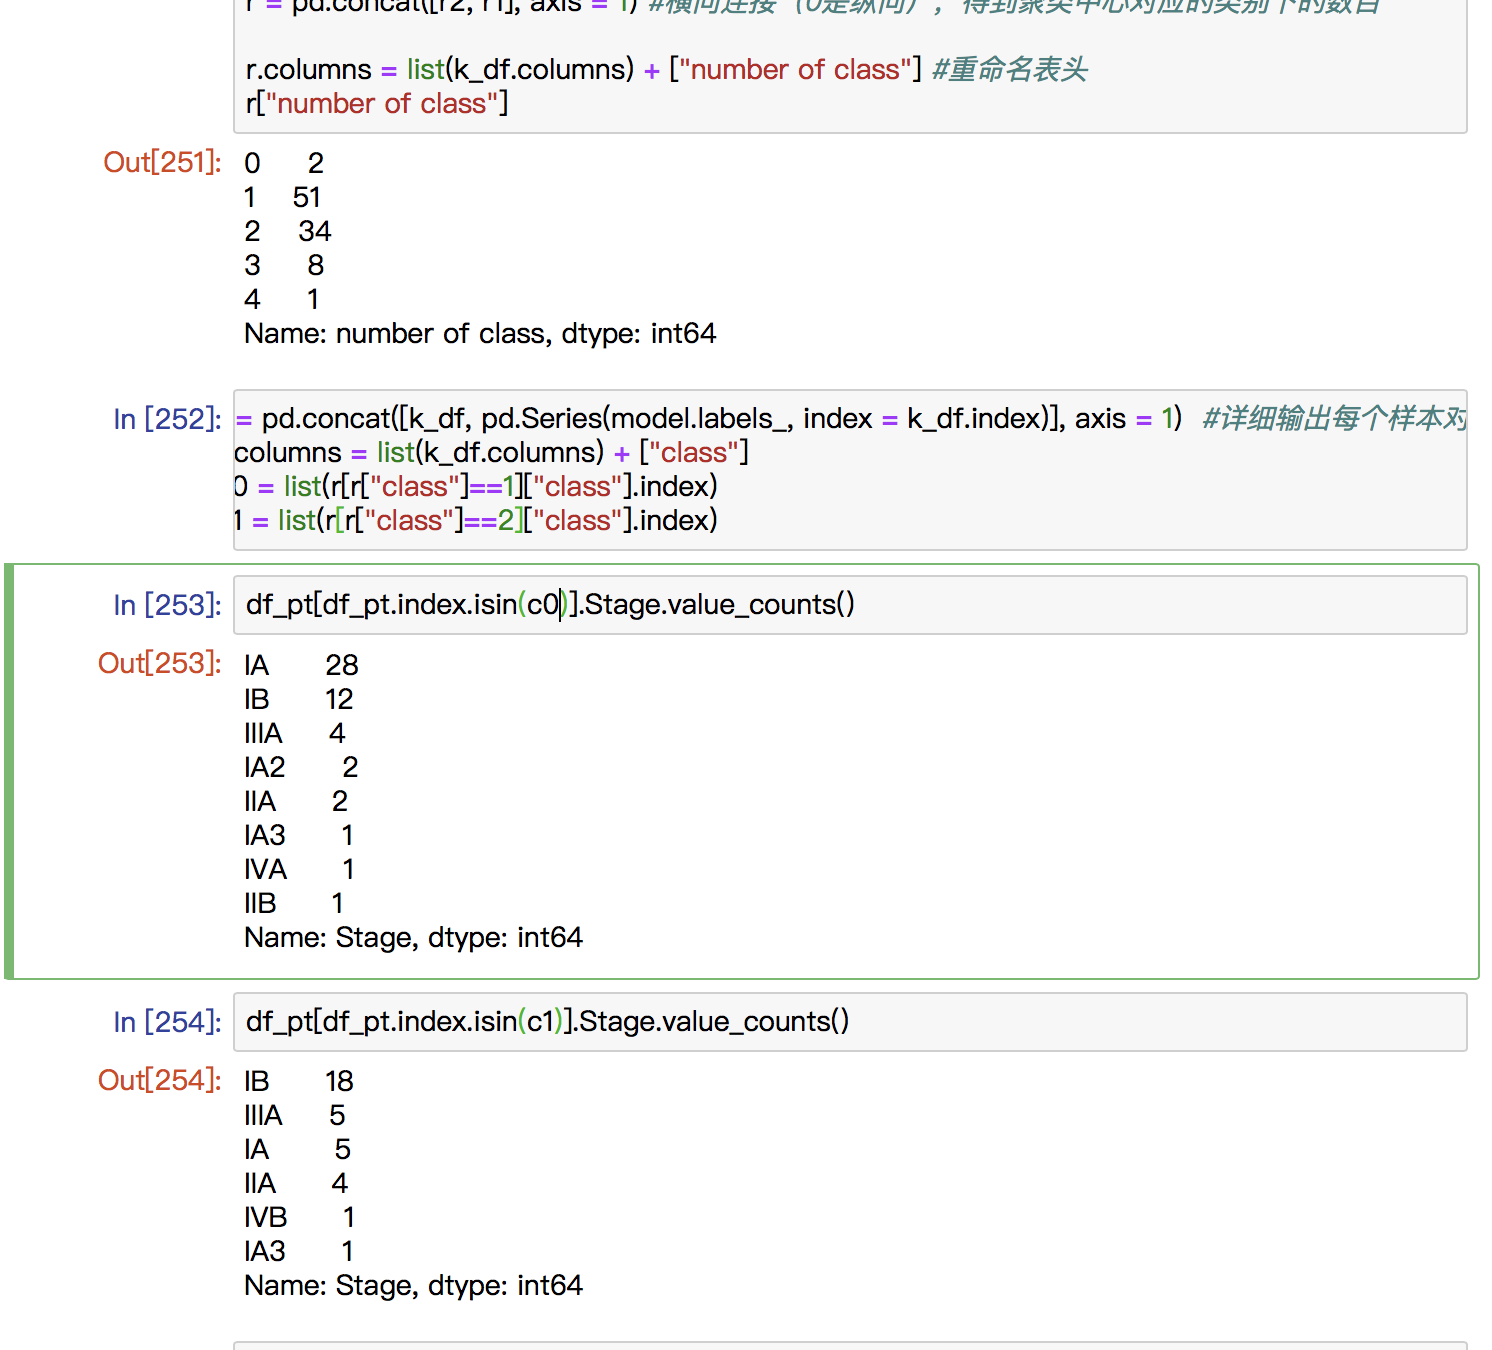 r = pd.concat([r2, r1], axis = 1) #横向连接（0是纵向），得到聚类中心对应的类别下的数目
r.columns = list(k_df.columns) + ["number of class"] #重命名表头
r["number of class"]
Out[251]: 0 2
1 51
2 34
3 8
4 1
Name: number of class, dtype: int64
In [252]: = pd.concat([k_df, pd.Series(model.labels_, index = k_df.index)], axis = 1) #详细输出每个样本对
columns = list(k_df.columns) + ["class"]
0 = list(r[r["class"]==1]["class"].index)
1 = list(r[r["class"]==2]["class"].index)
In [253]: df_pt[df_pt.index.isin(c0)].Stage.value_counts()
Out[253]: IA 28
IB 12
IIIA 4
IA2 2
IIA 2
IA3 1
IVA 1
IIB 1
Name: Stage, dtype: int64
In [254]: df_pt[df_pt.index.isin(c1)].Stage.value_counts()
Out[254]: IB 18
IIIA 5
IA 5
IIA 4
IVB 1
IA3 1
Name: Stage, dtype: int64